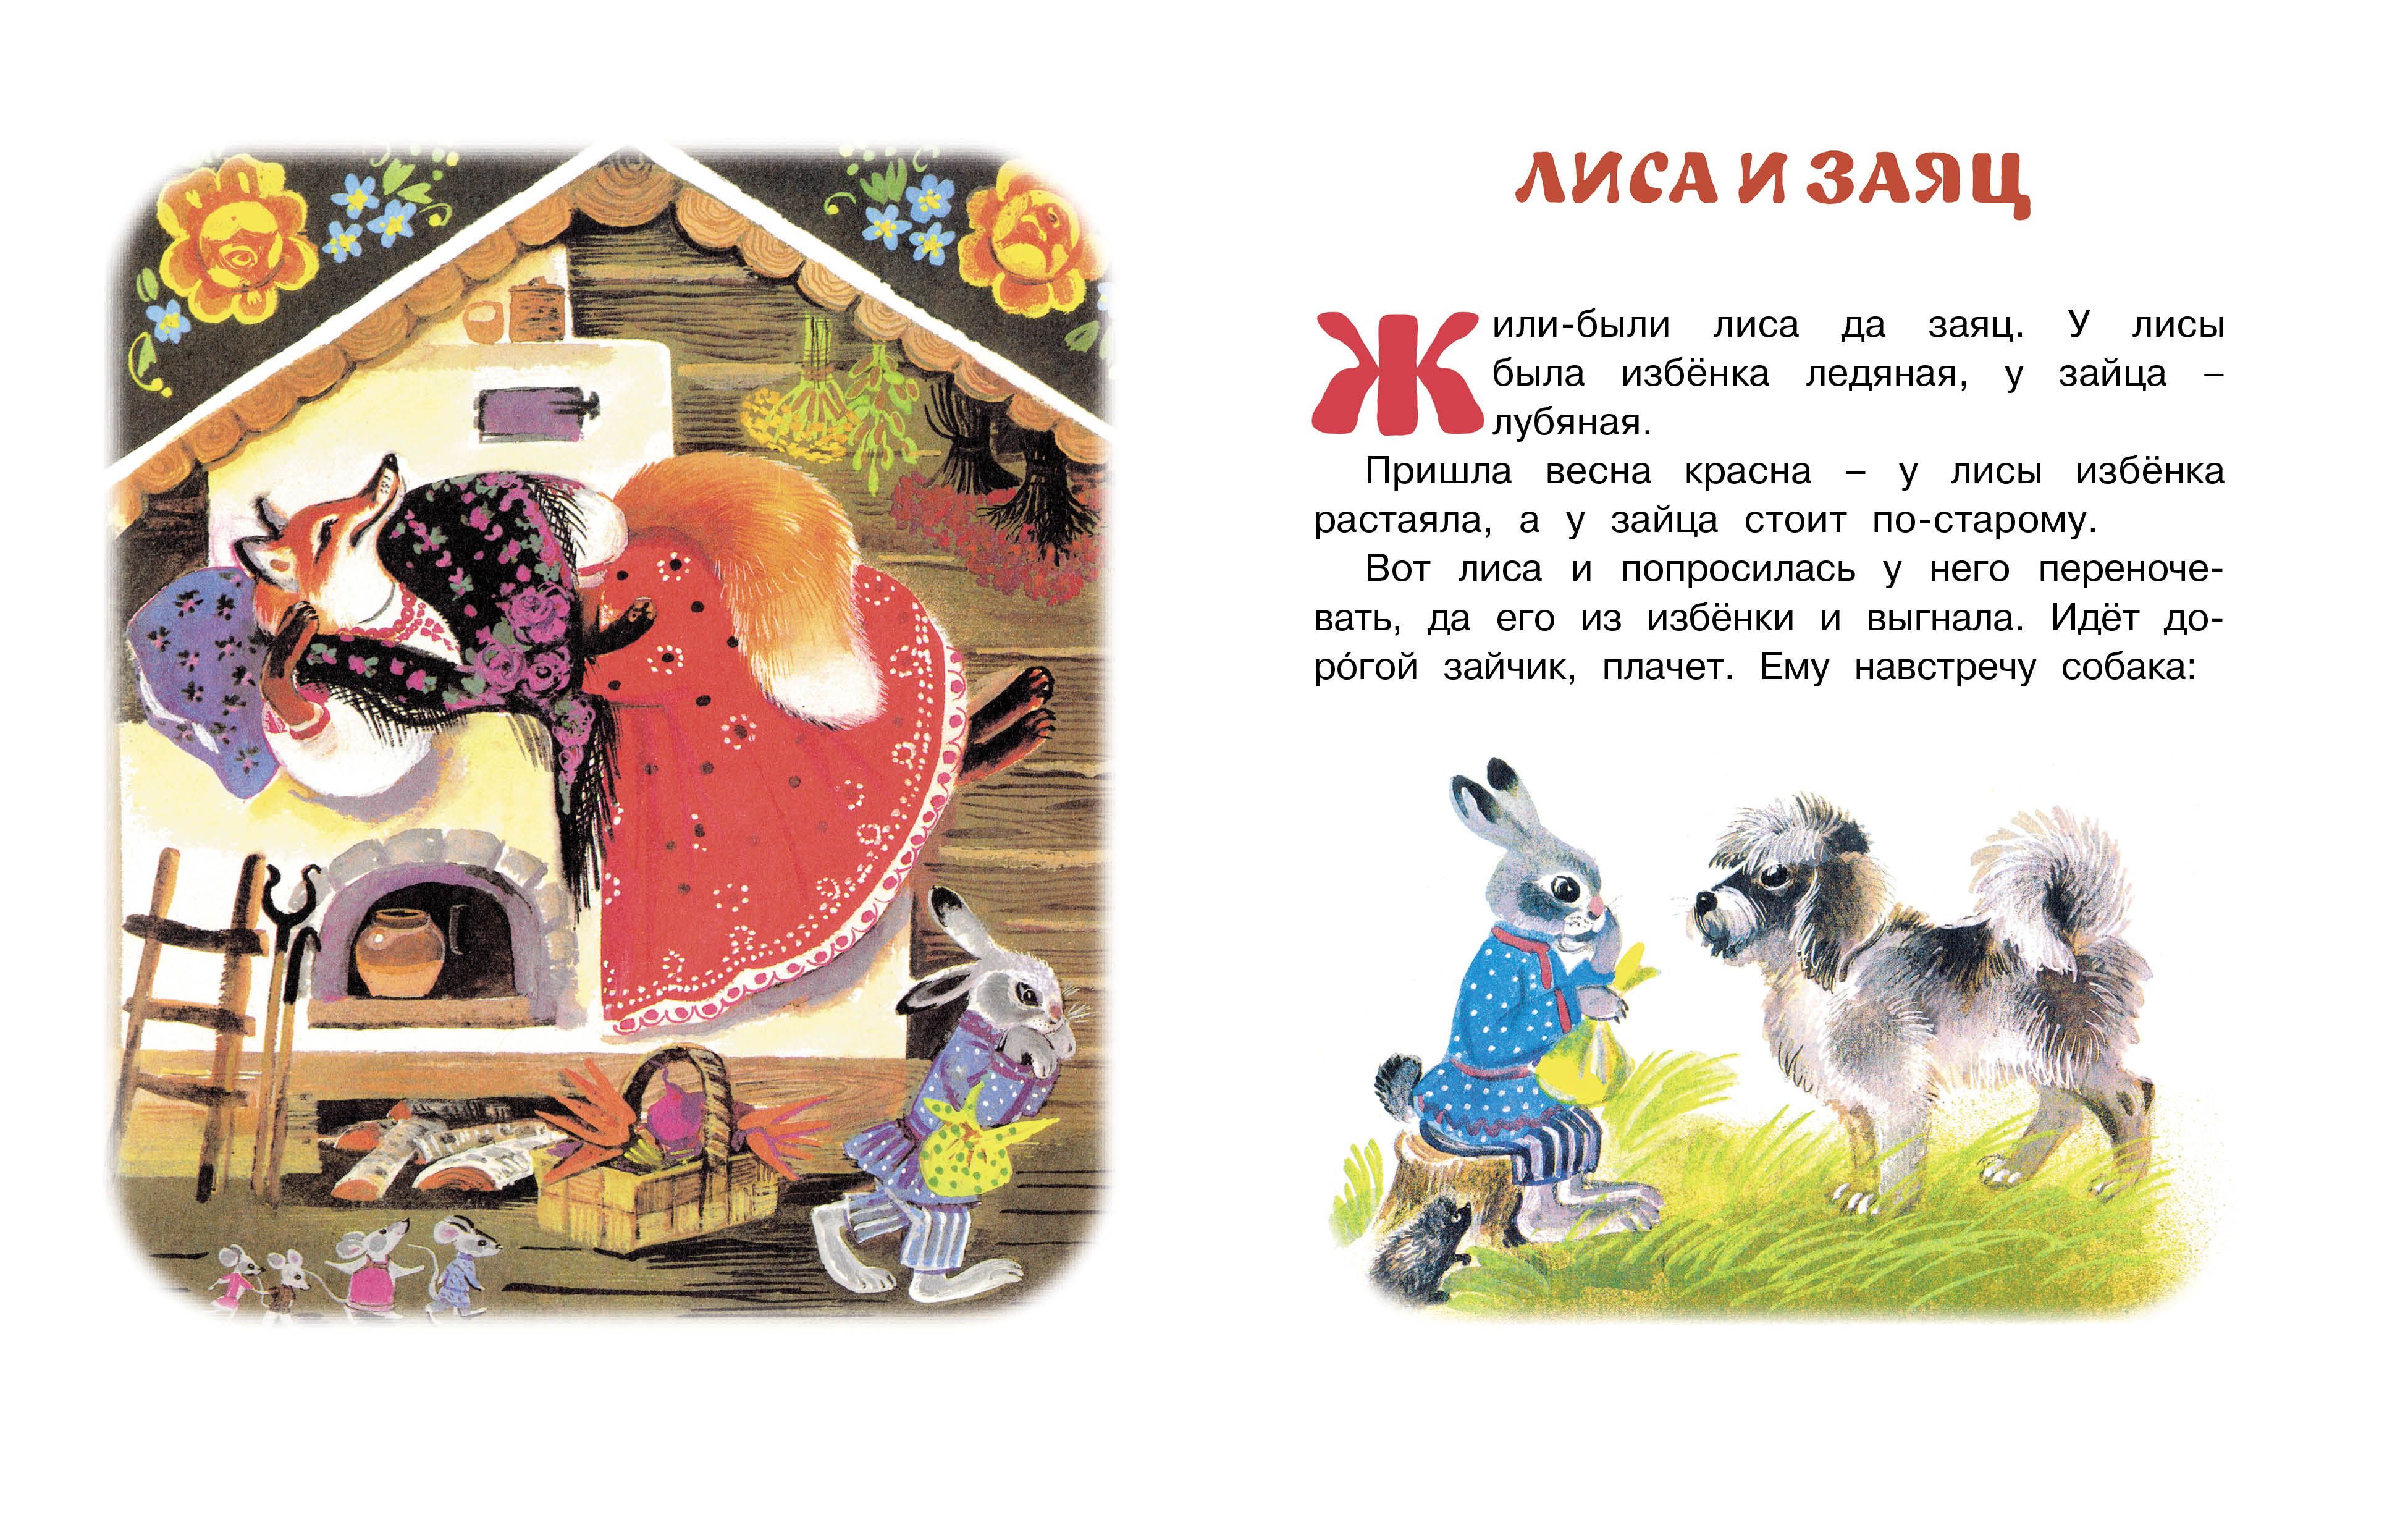 ЛИСА И ЗАЯЦ
Жили-были лиса да заяц. У лисы
была избёнка ледяная, у зайца –
лубяная.
Пришла весна красна – у лисы избёнка
растаяла, а у зайца стоит по-старому.
Вот лиса и попросилась у него переноче-
вать, да его из избёнки и выгнала. Идёт до-
ро́гой зайчик, плачет. Ему навстречу собака: